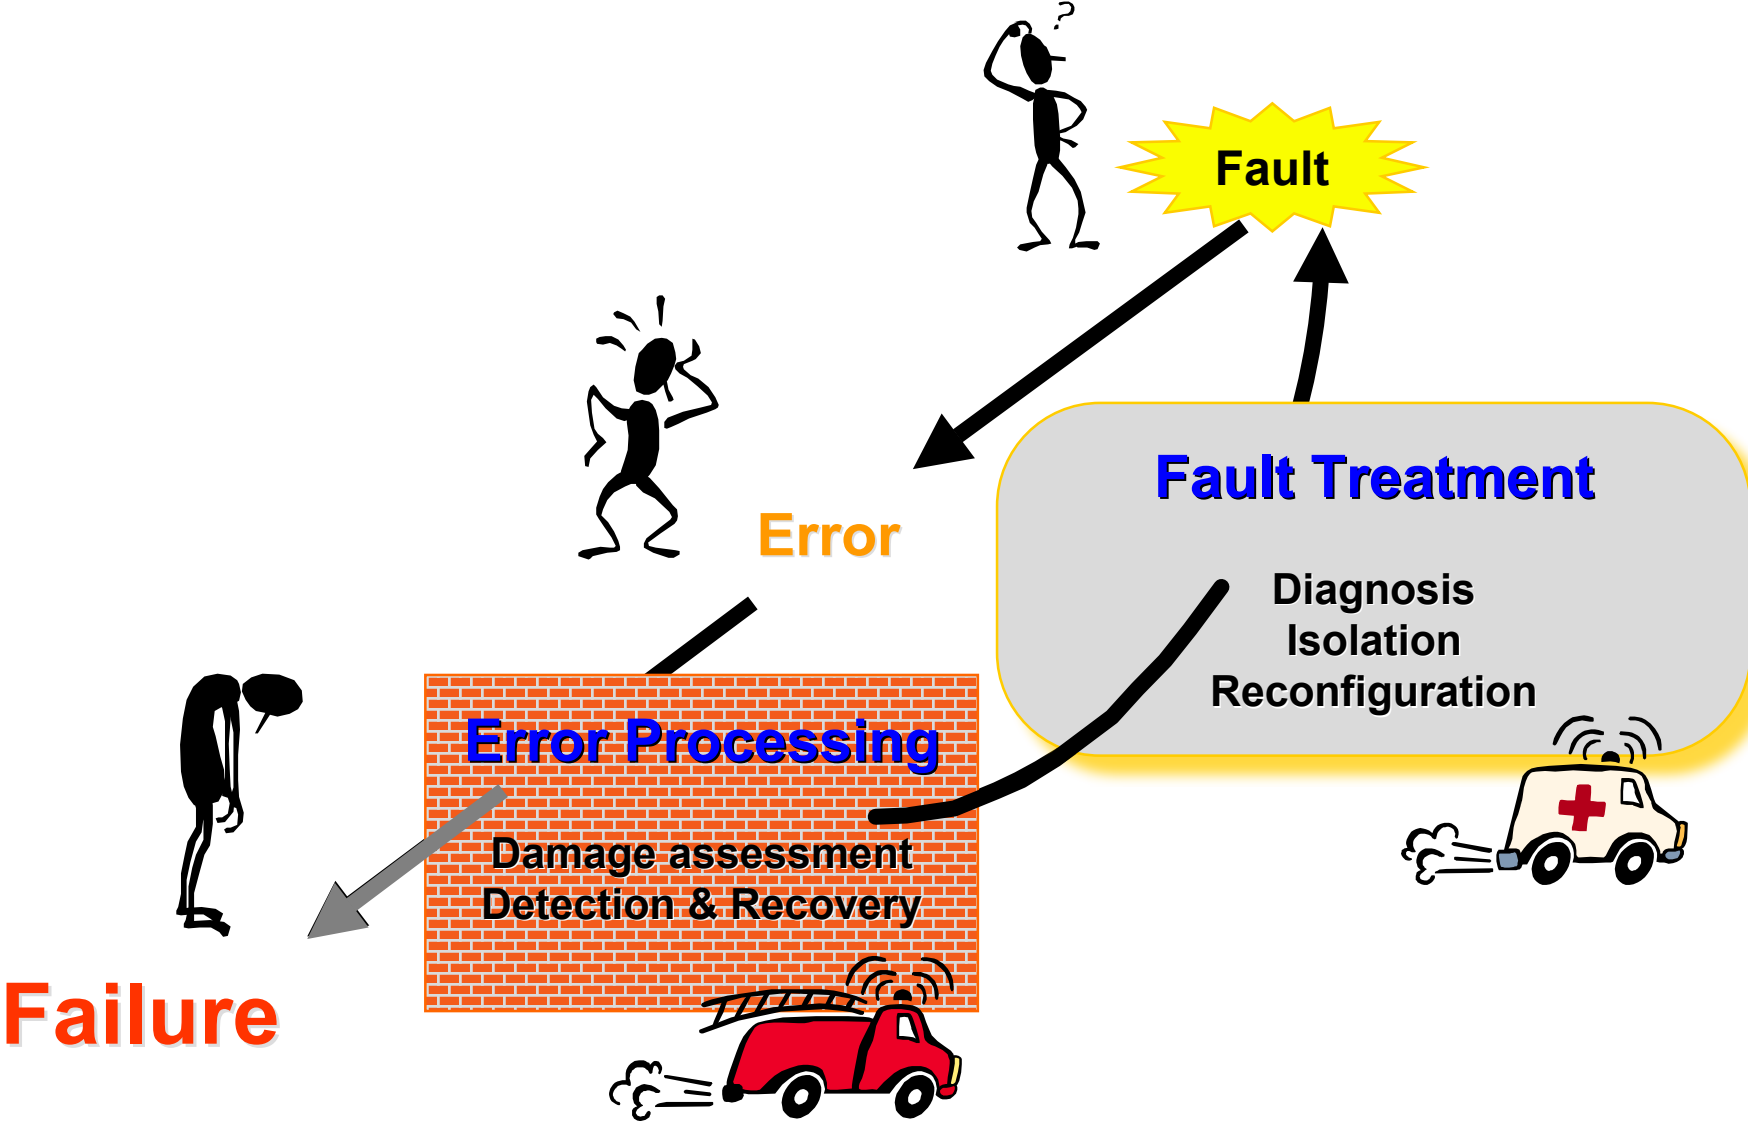 ?
Fault
Fault Treatment
Error
Diagnosis
Isolation
Reconfiguration
Error Processing
Damage assessment
Detection & Recovery
Failure